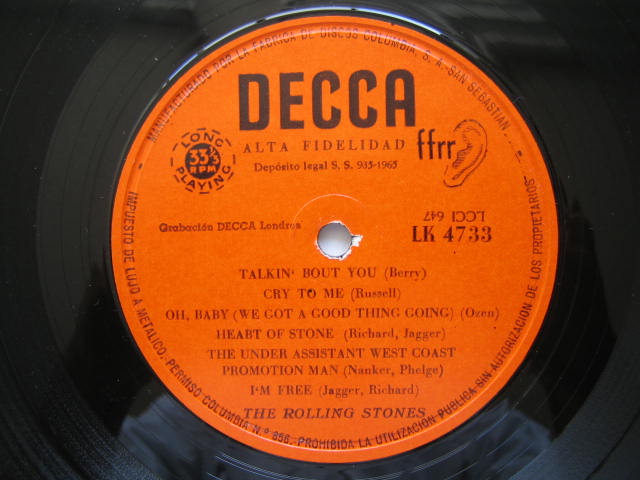 MANUFACTURADO POR LA FABRICA DE DISCOS COLUMBIA, S. A. SAN SEBASTIAN
DECCA
ALTA FIDELIDAD
ffrr
Depósito legal S. S. 935-1965
LONG
33⅓
RPM
PLAYING
Grabación DECCA Londres
LCCI 647
LK 4733
TALKIN' BOUT YOU (Berry)
CRY TO ME (Russell)
OH, BABY (WE GOT A GOOD THING GOING) (Ozen)
HEART OF STONE (Richard, Jagger)
THE UNDER ASSISTANT WEST COAST
PROMOTION MAN (Nanker, Phelge)
I'M FREE (Jagger, Richard)
THE ROLLING STONES
IMPUESTO DE LUJO A METALICO. PERMISO COLUMBIA N.º 856. PROHIBIDA LA UTILIZACION PUBLICA SIN AUTORIZACION DE LOS PROPIETARIOS